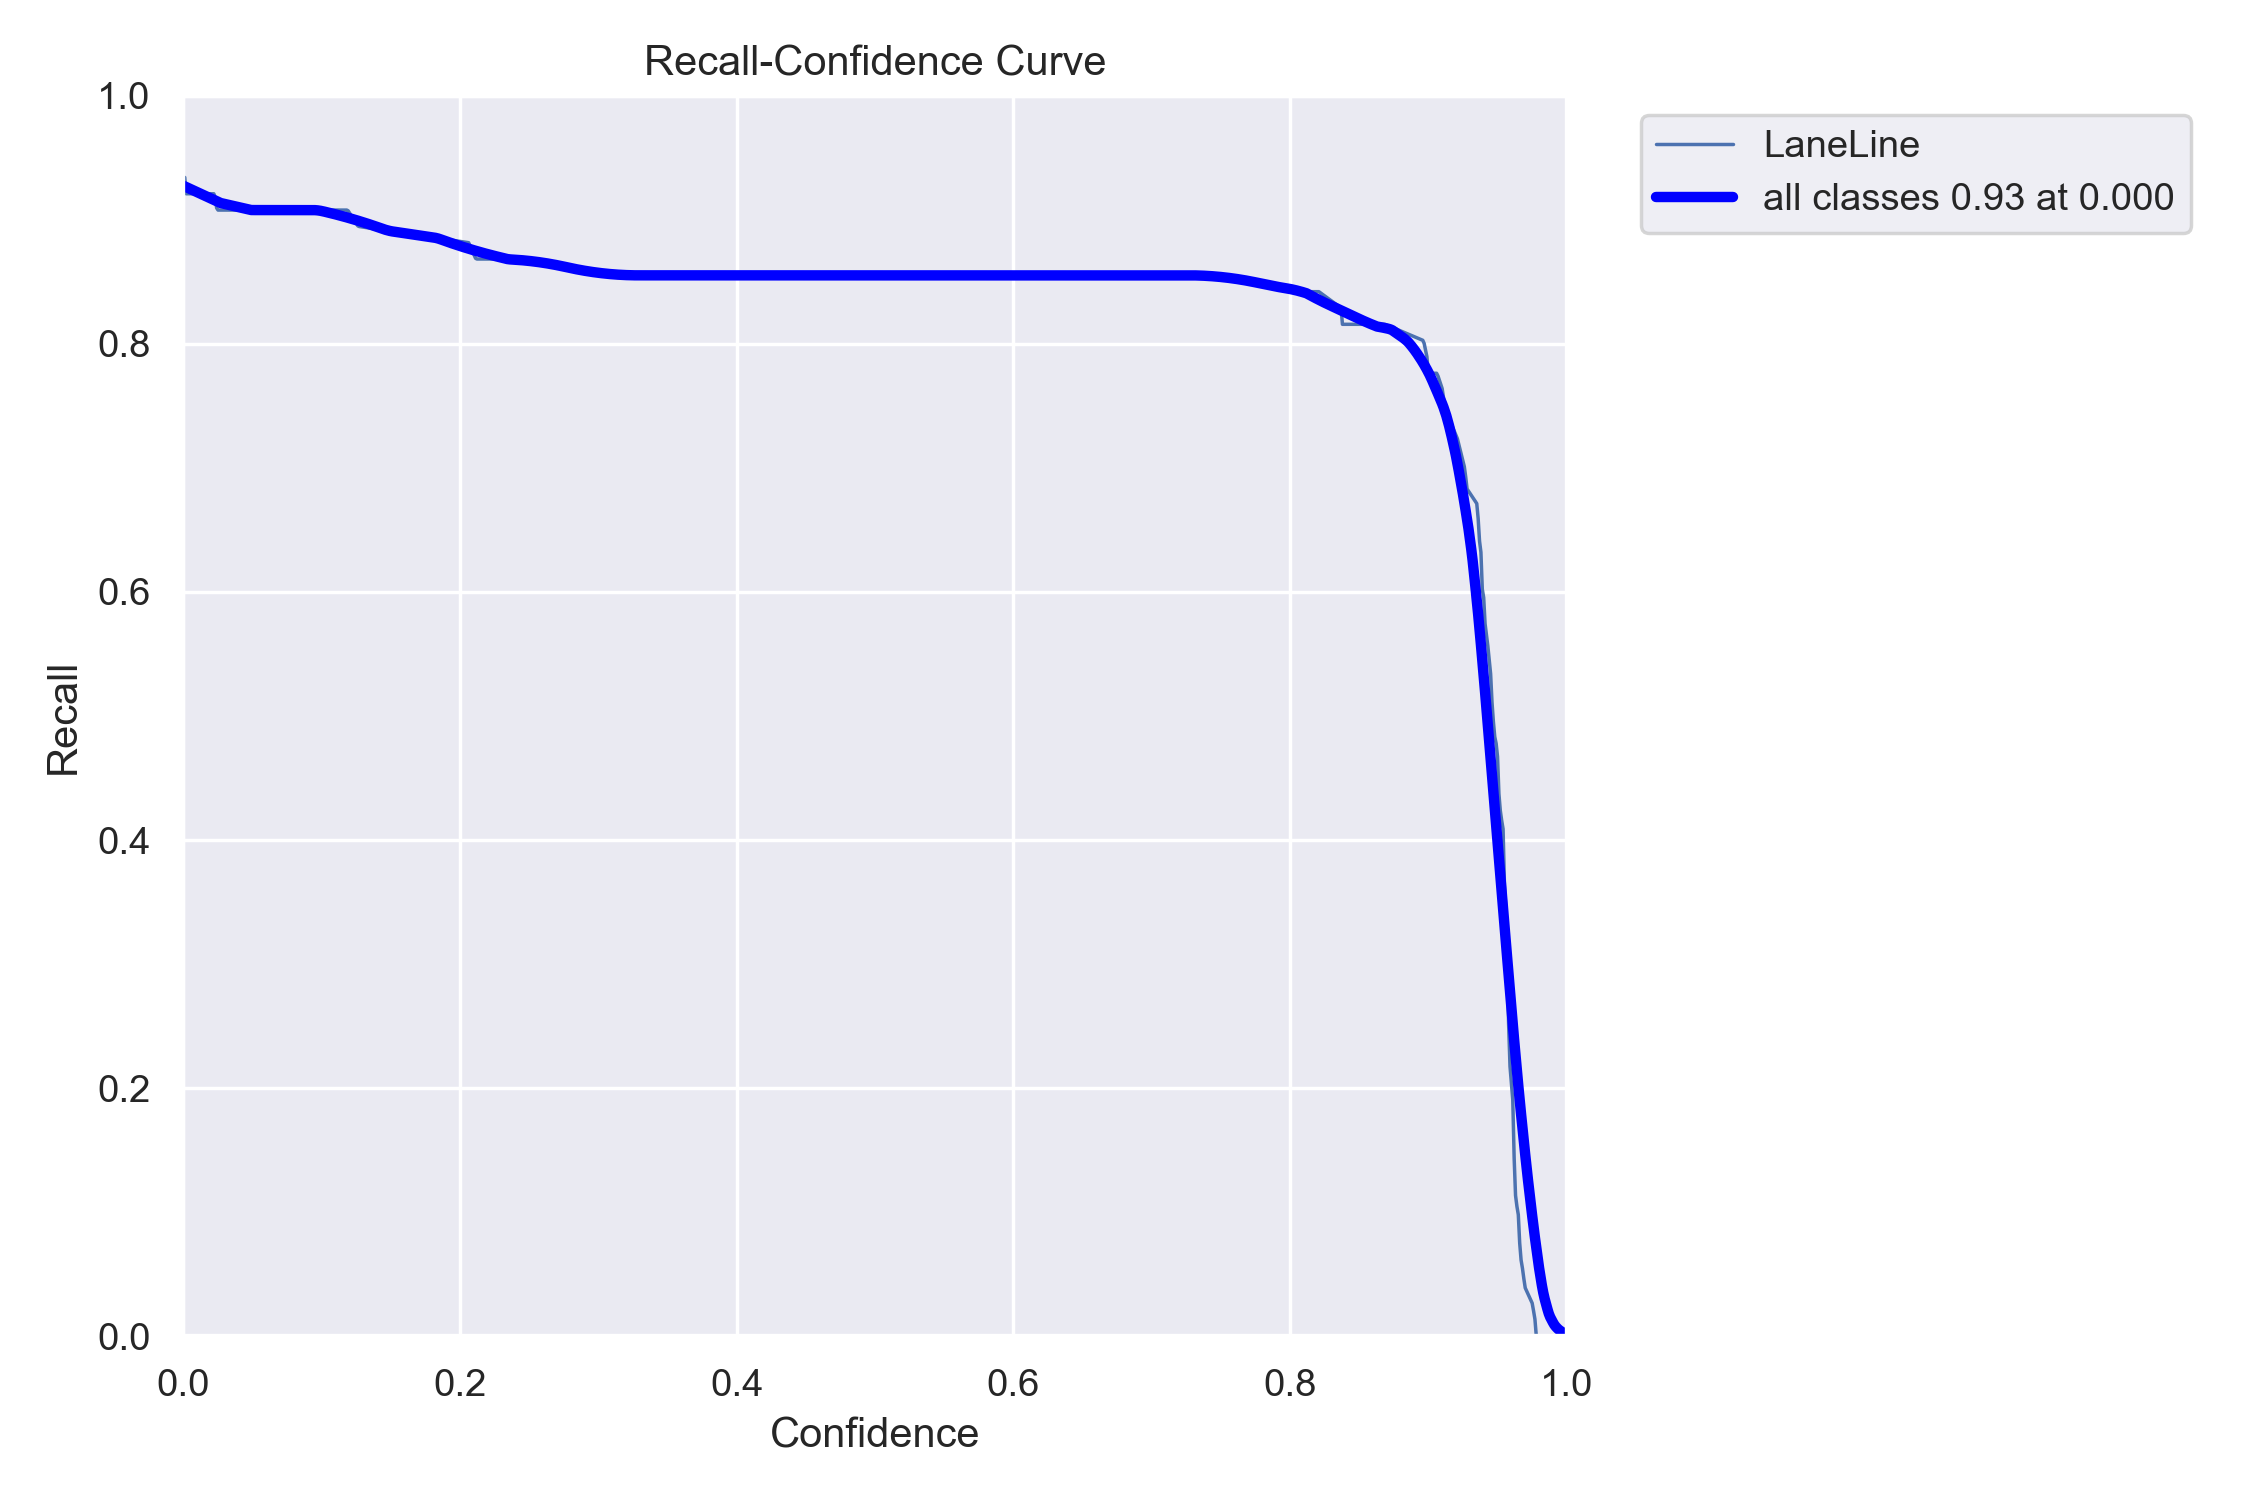 Recall-Confidence Curve
1.0
0.8
0.6
0.4
0.2
0.0
Recall
0.0 0.2 0.4 0.6 0.8 1.0
Confidence
LaneLine
all classes 0.93 at 0.000